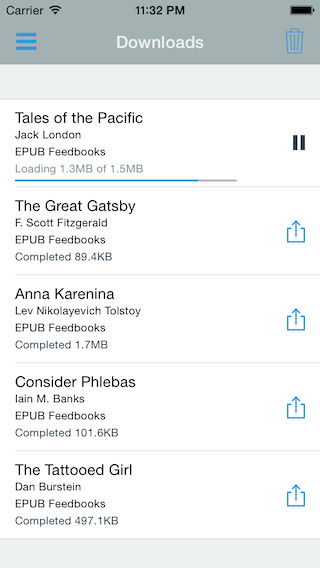 Carrier 11:32 PM
Downloads
Tales of the Pacific
Jack London
EPUB Feedbooks
Loading 1.3MB of 1.5MB
The Great Gatsby
F. Scott Fitzgerald
EPUB Feedbooks
Completed 89.4KB
Anna Karenina
Lev Nikolayevich Tolstoy
EPUB Feedbooks
Completed 1.7MB
Consider Phlebas
Iain M. Banks
EPUB Feedbooks
Completed 101.6KB
The Tattooed Girl
Dan Burstein
EPUB Feedbooks
Completed 497.1KB